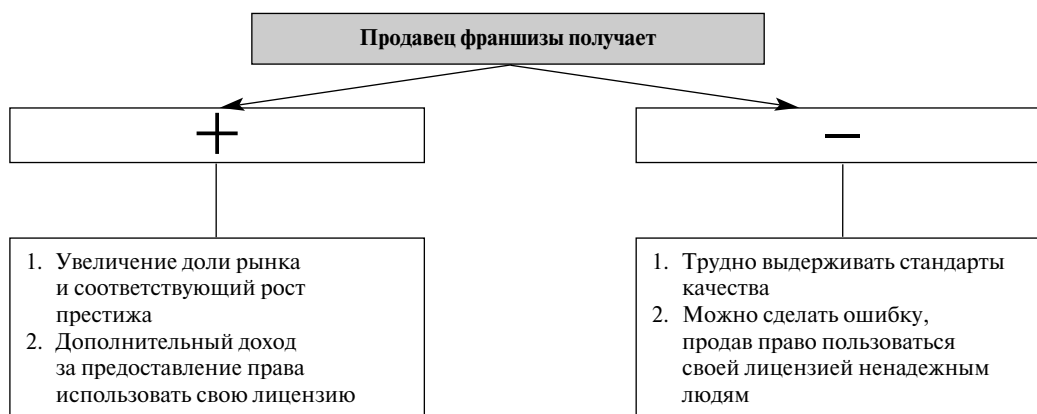 Продавец франшизы получает
+
–
1. Увеличение доли рынка
и соответствующий рост
престижа
2. Дополнительный доход
за предоставление права
использовать свою лицензию
1. Трудно выдерживать стандарты
качества
2. Можно сделать ошибку,
продав право пользоваться
своей лицензией ненадежным
людям